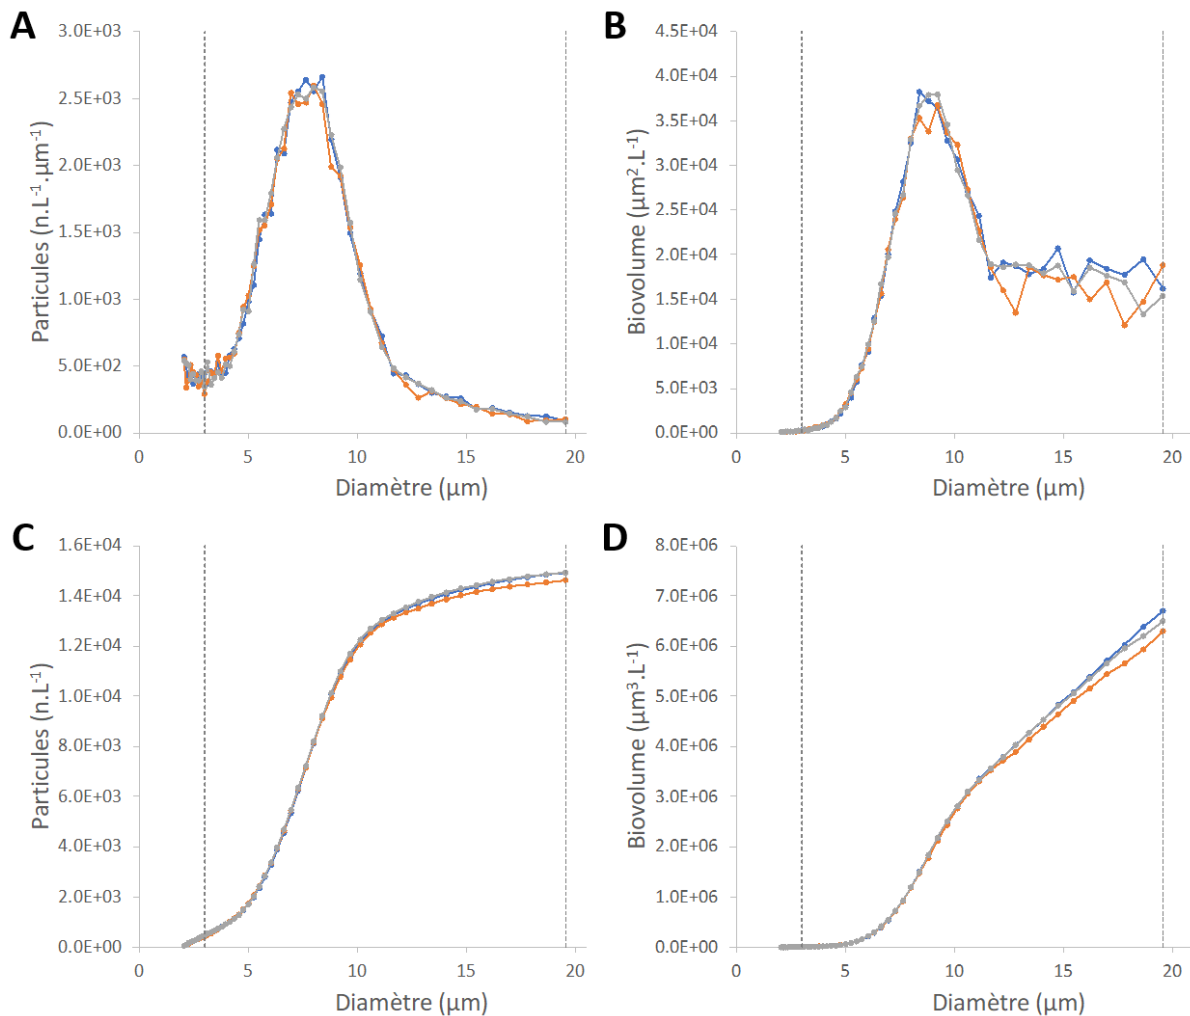 A
3.0E+03
2.5E+03
2.0E+03
1.5E+03
1.0E+03
5.0E+02
0.0E+00
Particules (n.L⁻¹.µm⁻¹)
0 5 10 15 20
Diamètre (µm)
B
4.5E+04
4.0E+04
3.5E+04
3.0E+04
2.5E+04
2.0E+04
1.5E+04
1.0E+04
5.0E+03
0.0E+00
Biovolume (µm².L⁻¹)
0 5 10 15 20
Diamètre (µm)
C
1.6E+04
1.4E+04
1.2E+04
1.0E+04
8.0E+03
6.0E+03
4.0E+03
2.0E+03
0.0E+00
Particules (n.L⁻¹)
0 5 10 15 20
Diamètre (µm)
D
8.0E+06
7.0E+06
6.0E+06
5.0E+06
4.0E+06
3.0E+06
2.0E+06
1.0E+06
0.0E+00
Biovolume (µm³.L⁻¹)
0 5 10 15 20
Diamètre (µm)